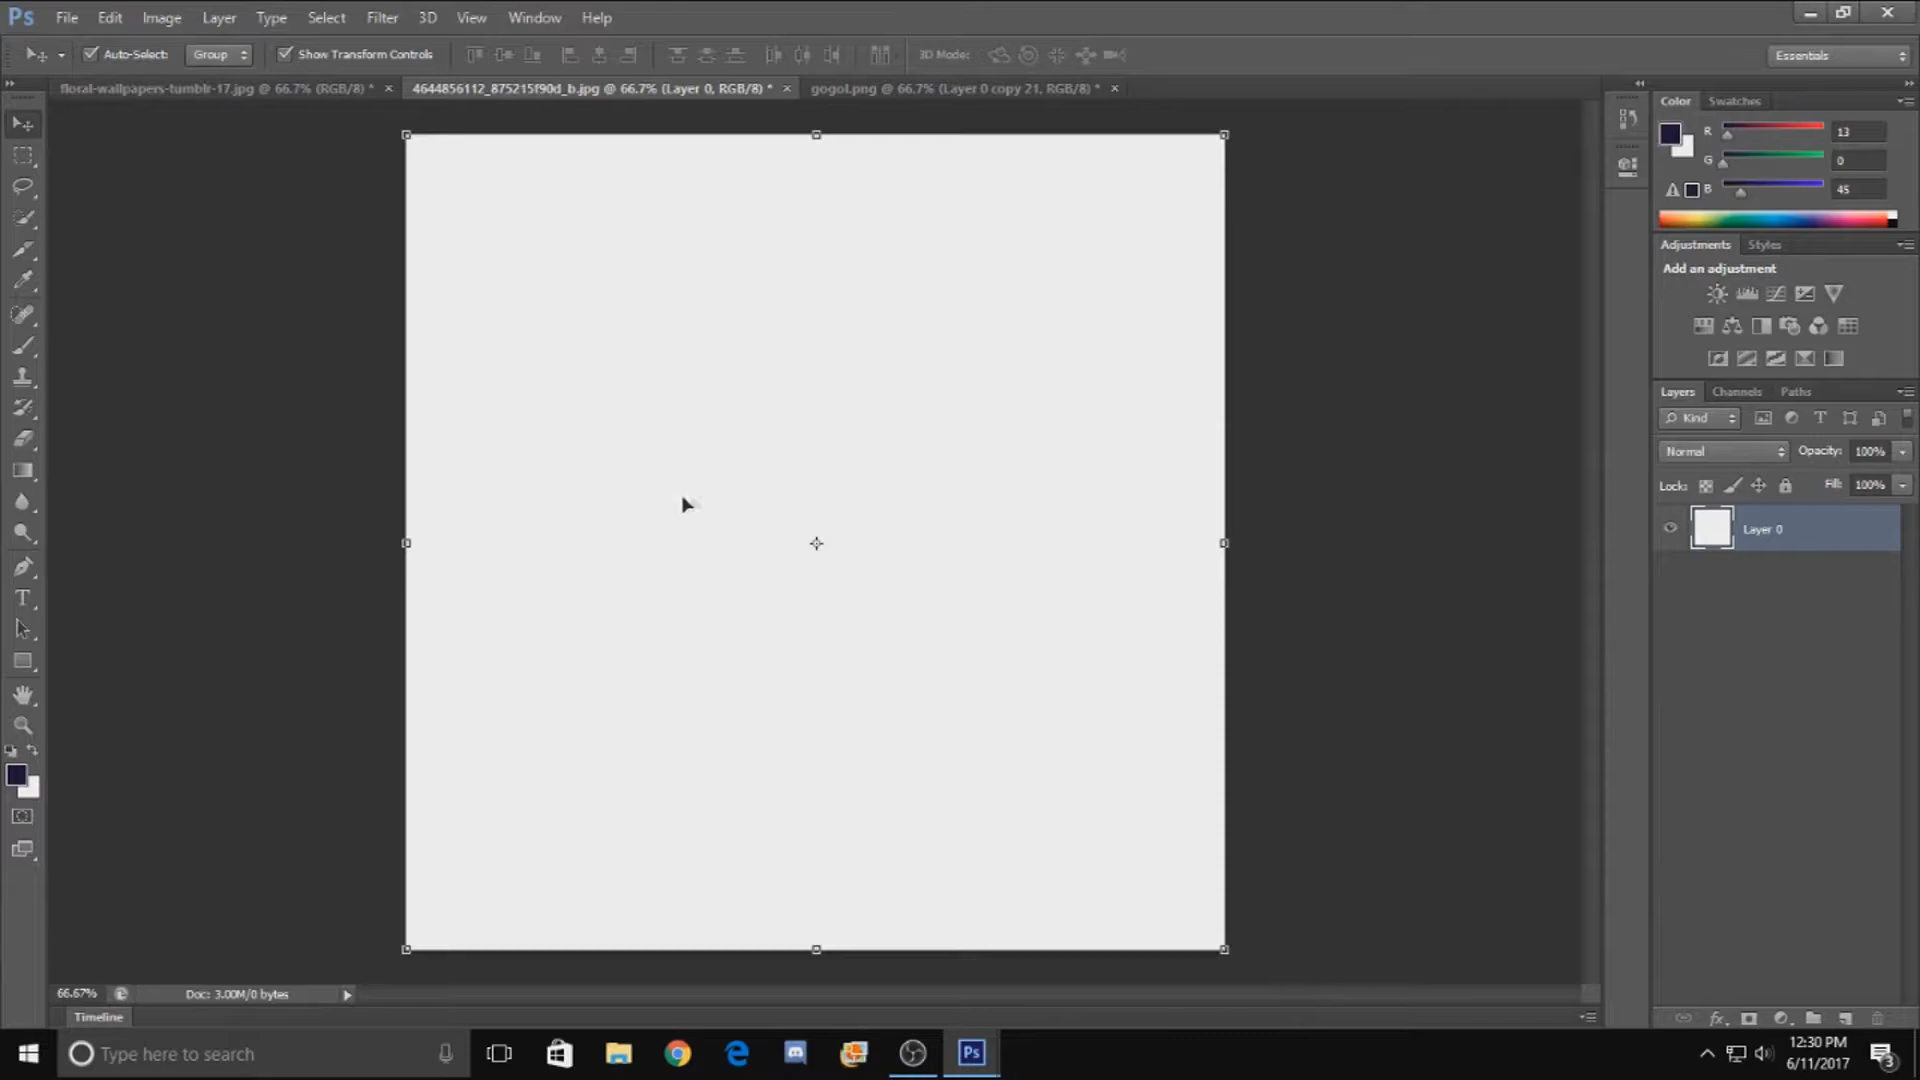 Ps File Edit Image Layer Type Select Filter 3D View Window Help
Auto-Select: Group Show Transform Controls 3D Mode: Essentials
floral-wallpapers-tumblr-17.jpg @ 66.7% (RGB/8) * 4644856112_875215f90d_b.jpg @ 66.7% (Layer 0, RGB/8) * gogol.png @ 66.7% (Layer 0 copy 21, RGB/8) *
Color Swatches
R 13
G 0
B 45
Adjustments Styles
Add an adjustment
Layers Channels Paths
Kind
Normal Opacity: 100%
Lock: Fill: 100%
Layer 0
66.67% Doc: 3.00M/0 bytes
Timeline
Type here to search
Ps
12:30 PM
6/11/2017
3